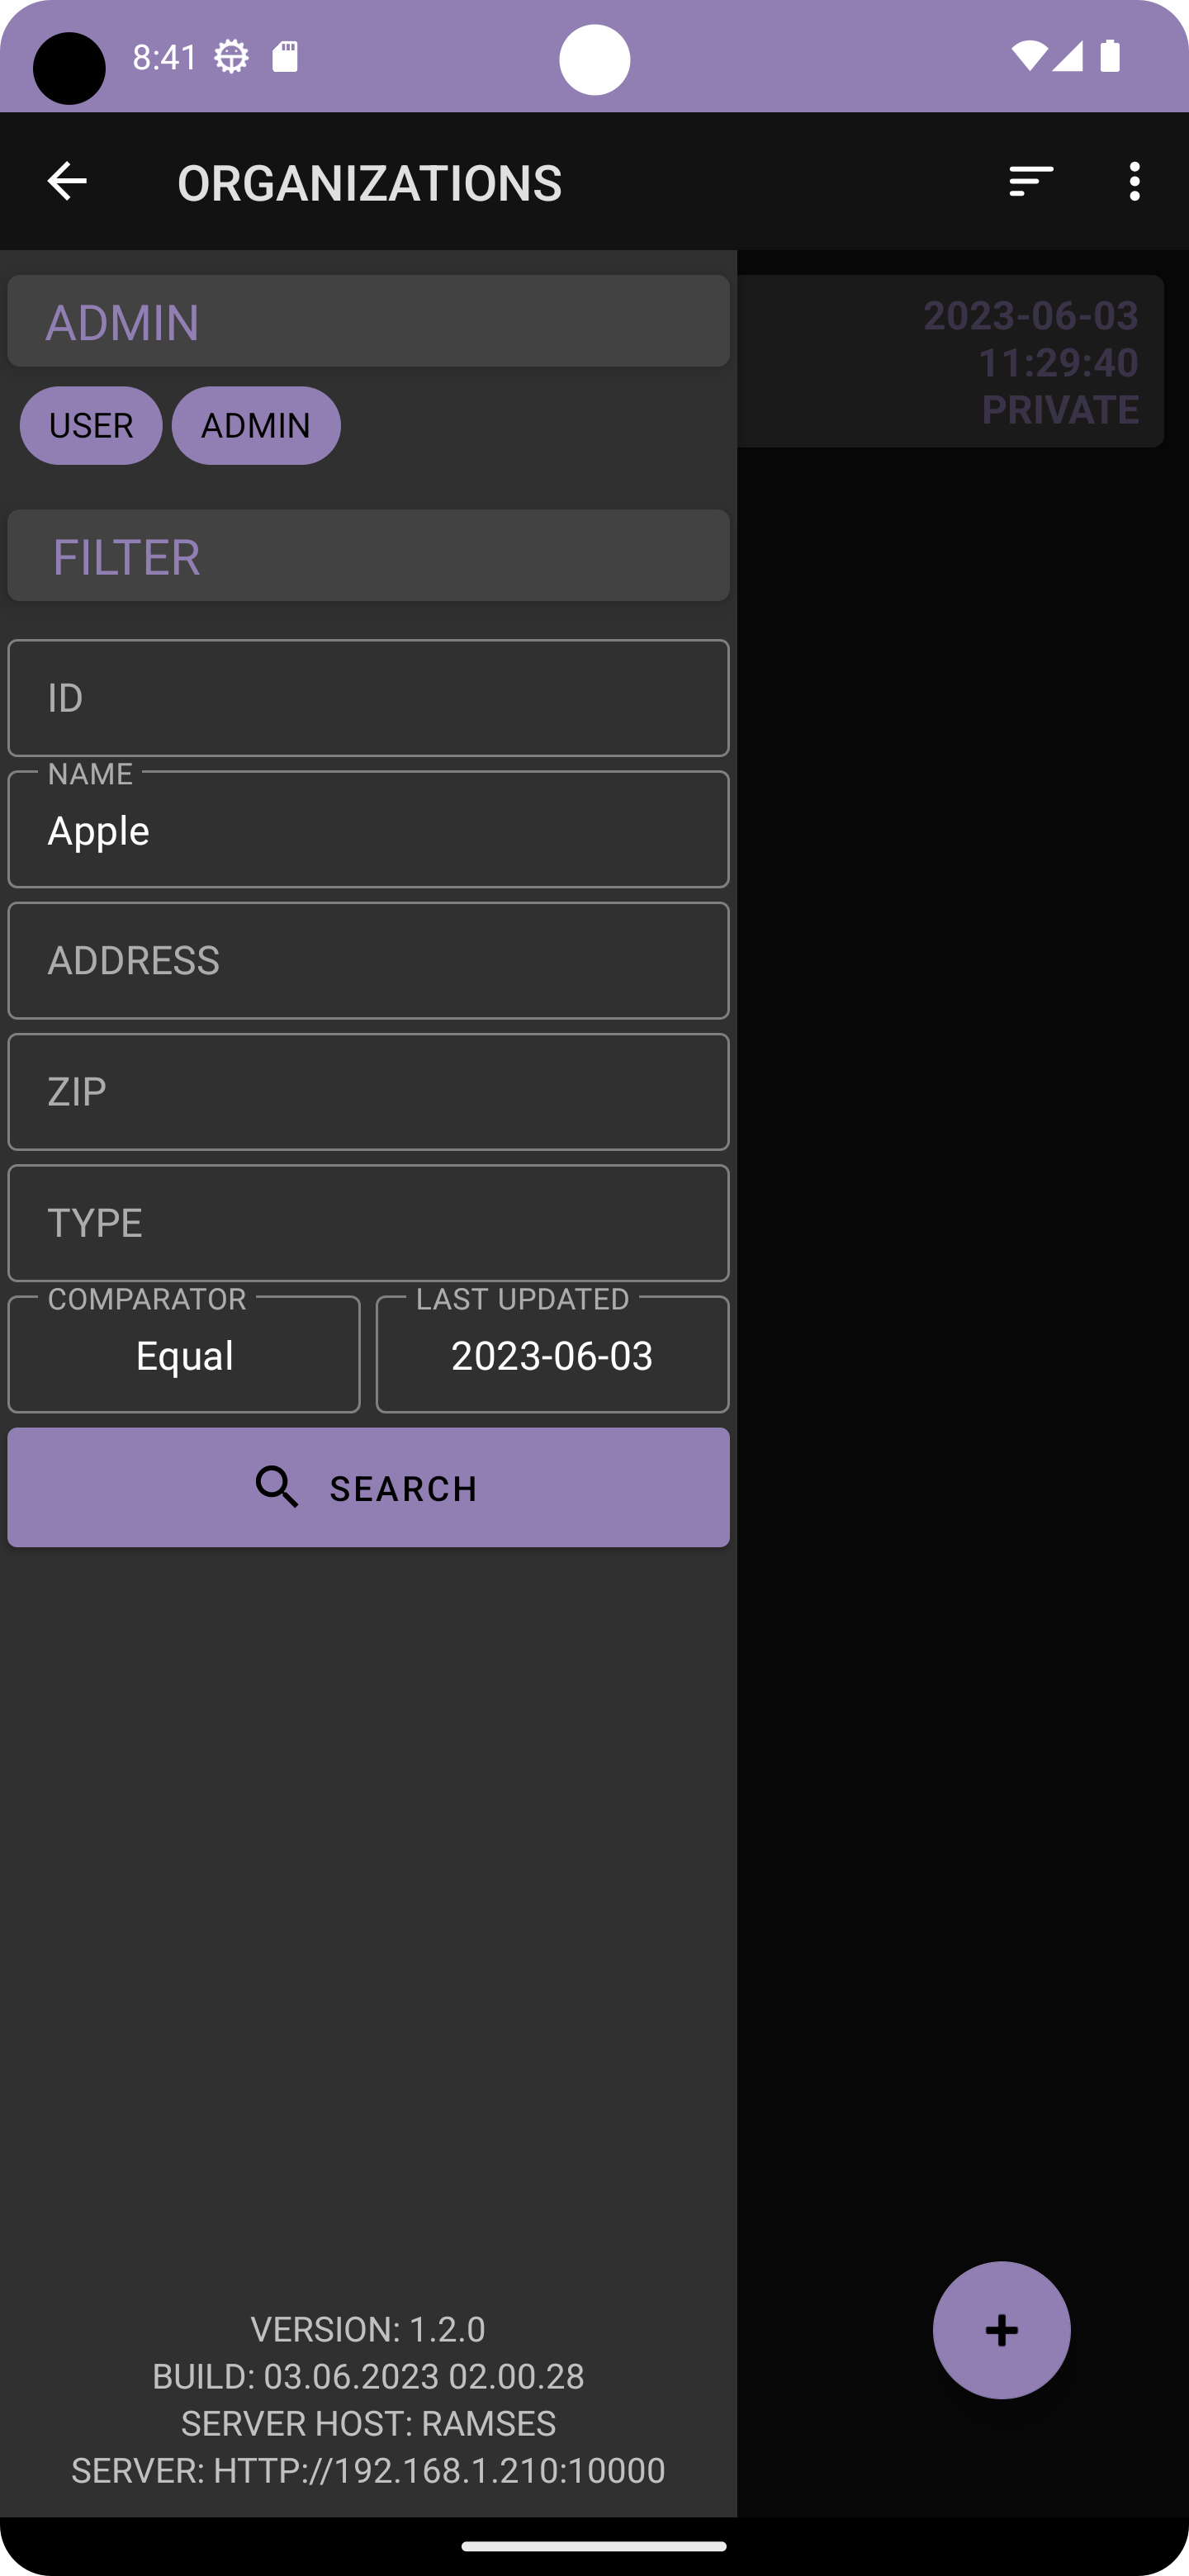 8:41
ORGANIZATIONS
ADMIN
2023-06-03
11:29:40
PRIVATE
USER ADMIN
FILTER
ID
NAME
Apple
ADDRESS
ZIP
TYPE
COMPARATOR LAST UPDATED
Equal 2023-06-03
SEARCH
VERSION: 1.2.0
BUILD: 03.06.2023 02.00.28
SERVER HOST: RAMSES
SERVER: HTTP://192.168.1.210:10000